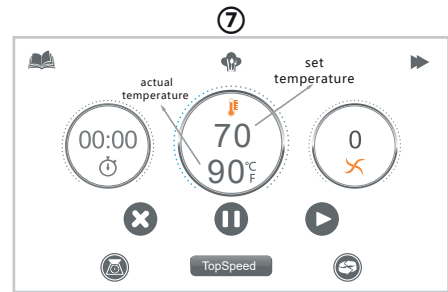 ⑦
set
temperature
actual
temperature
00:00
70
90 °C
F
0
TopSpeed